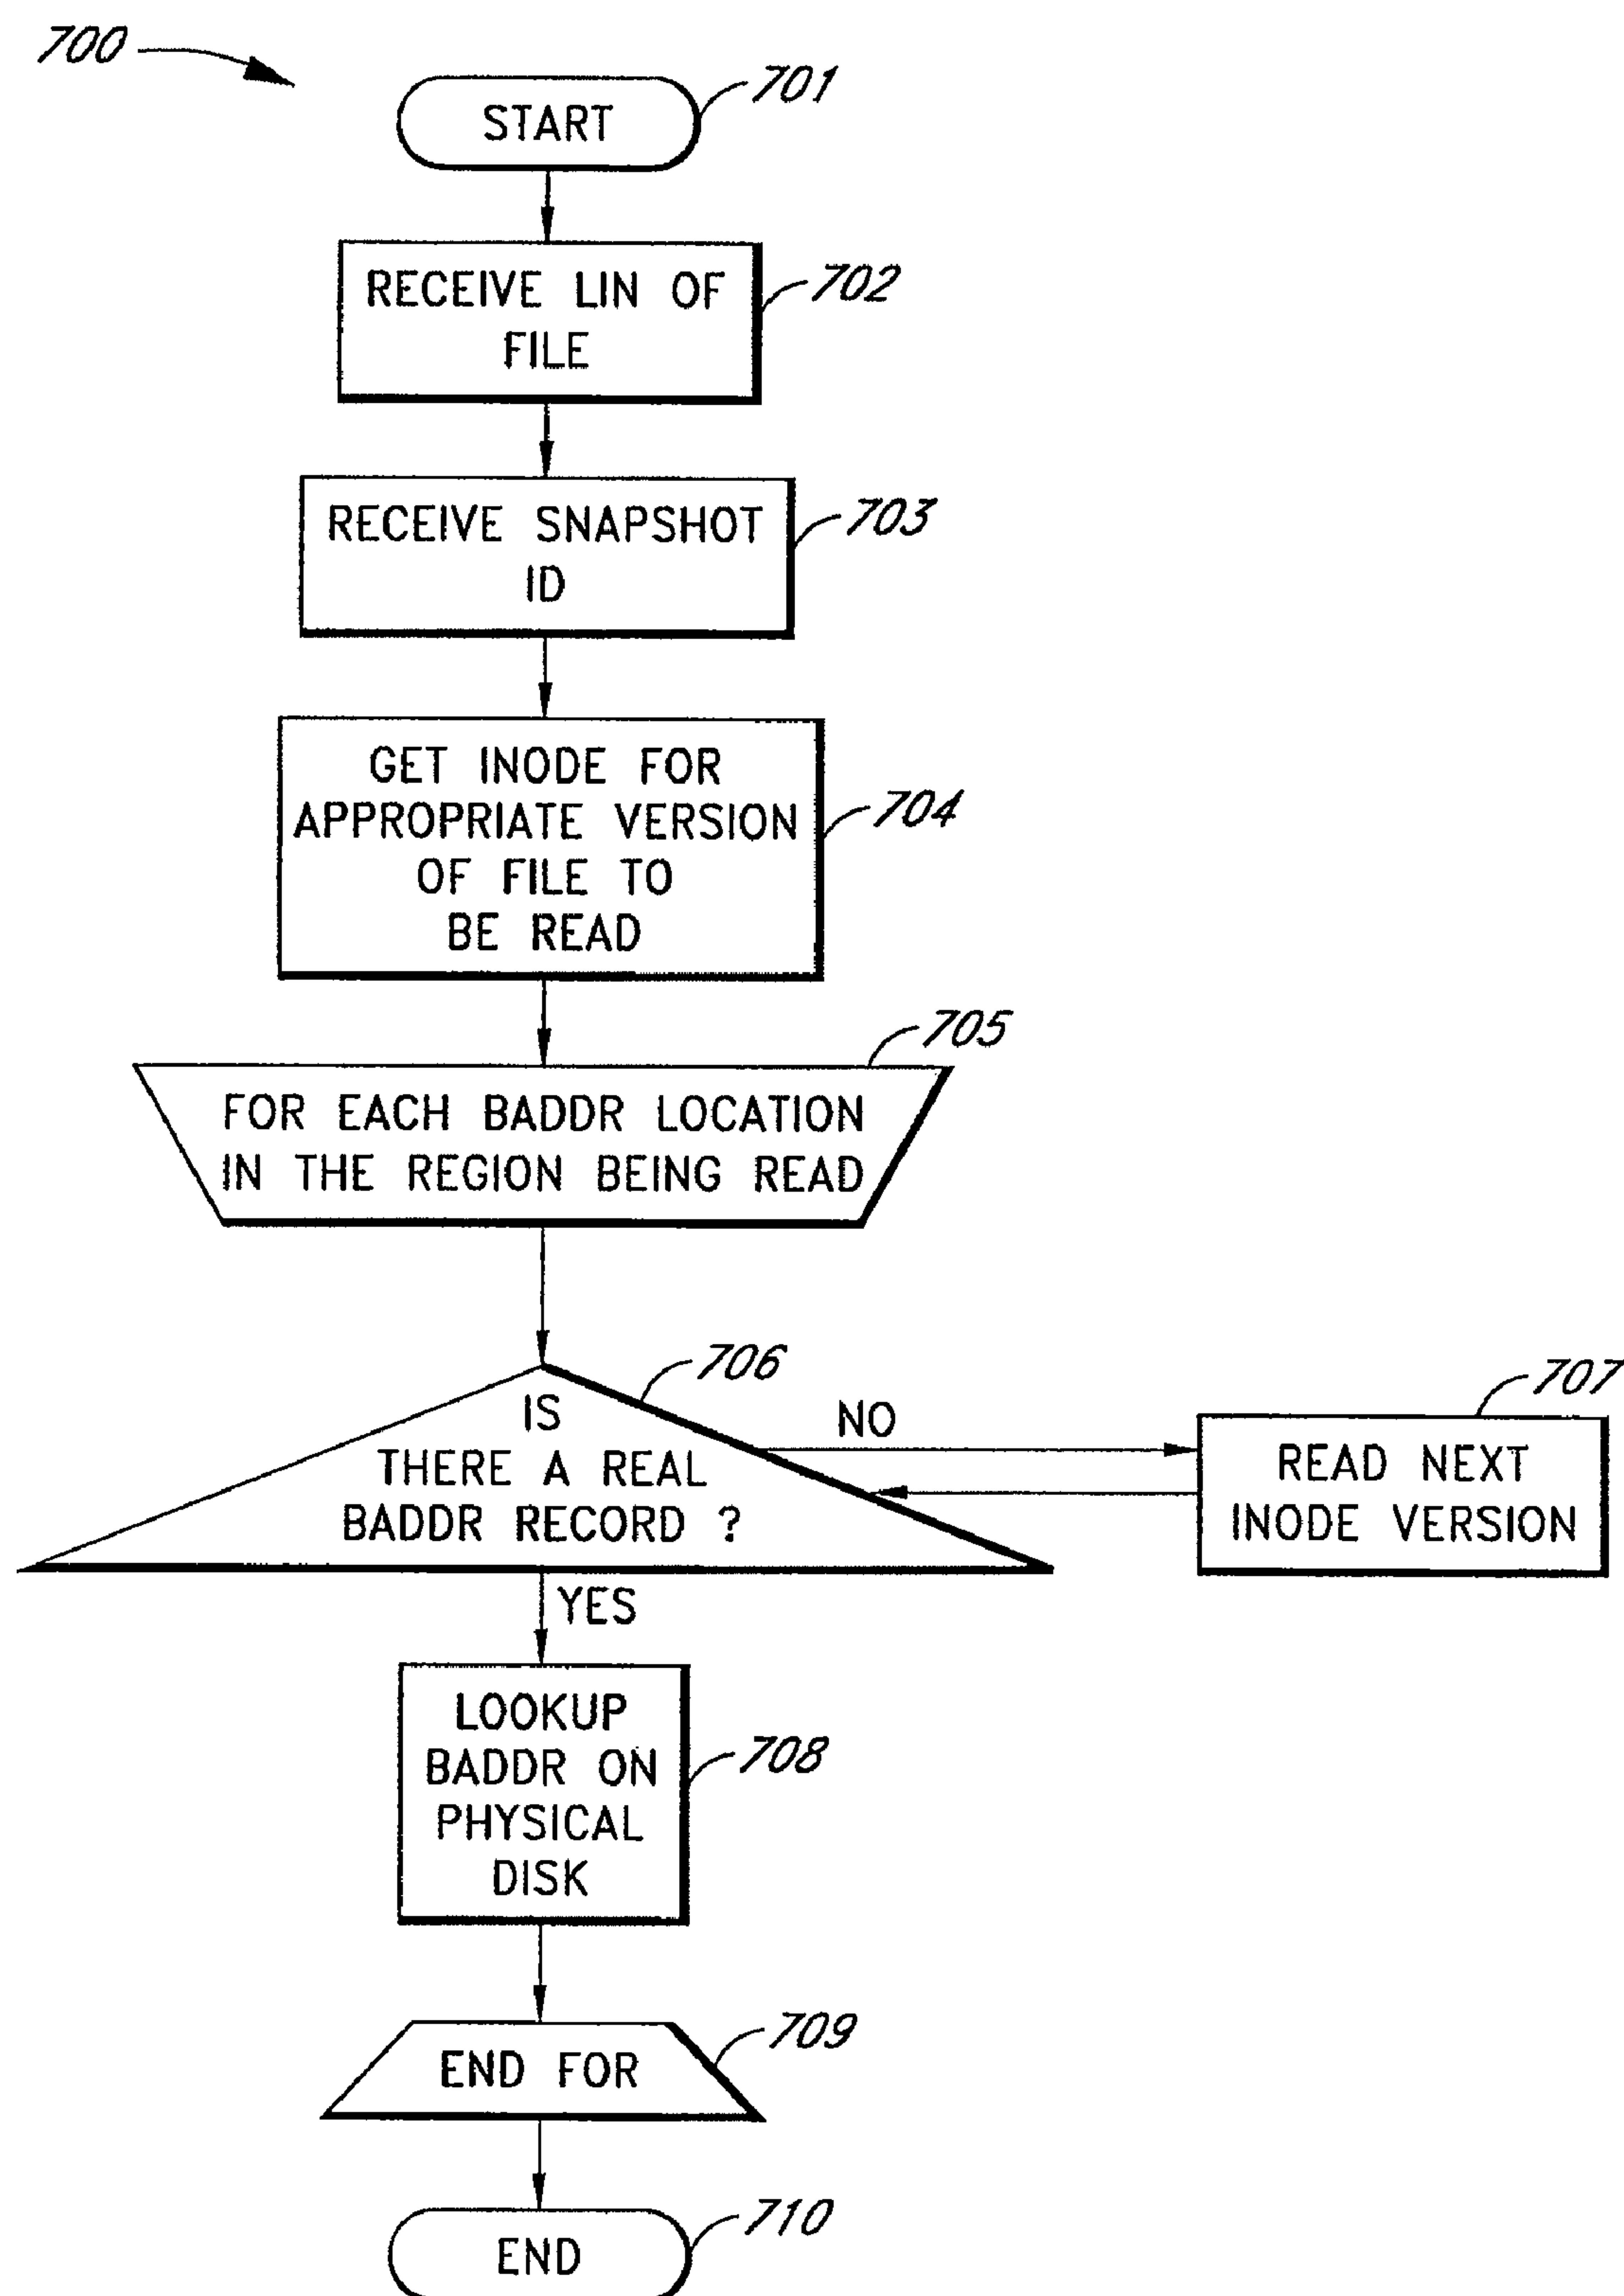 700
START
701
RECEIVE LIN OF
FILE
702
RECEIVE SNAPSHOT
ID
703
GET INODE FOR
APPROPRIATE VERSION
OF FILE TO
BE READ
704
705
FOR EACH BADDR LOCATION
IN THE REGION BEING READ
706
IS
THERE A REAL
BADDR RECORD ?
NO
707
READ NEXT
INODE VERSION
YES
LOOKUP
BADDR ON
PHYSICAL
DISK
708
END FOR
709
END
710